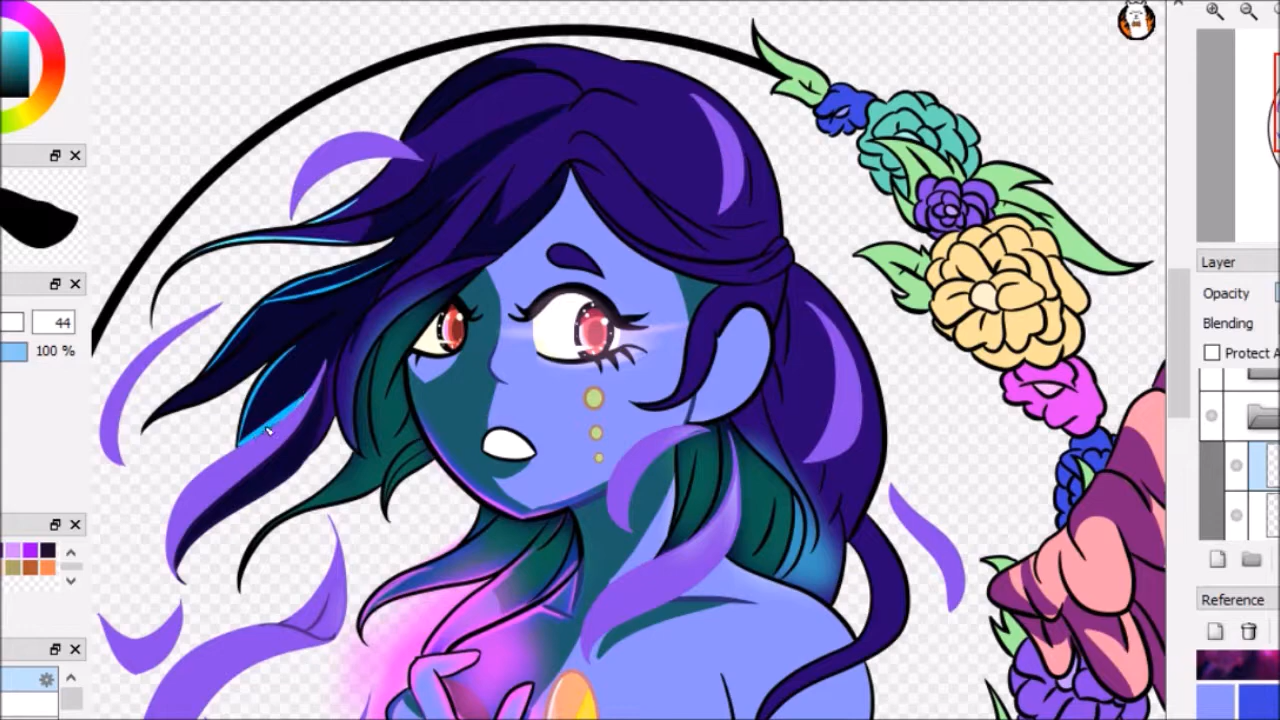 44
100 %
Layer
Opacity
Blending
Protect A
Reference